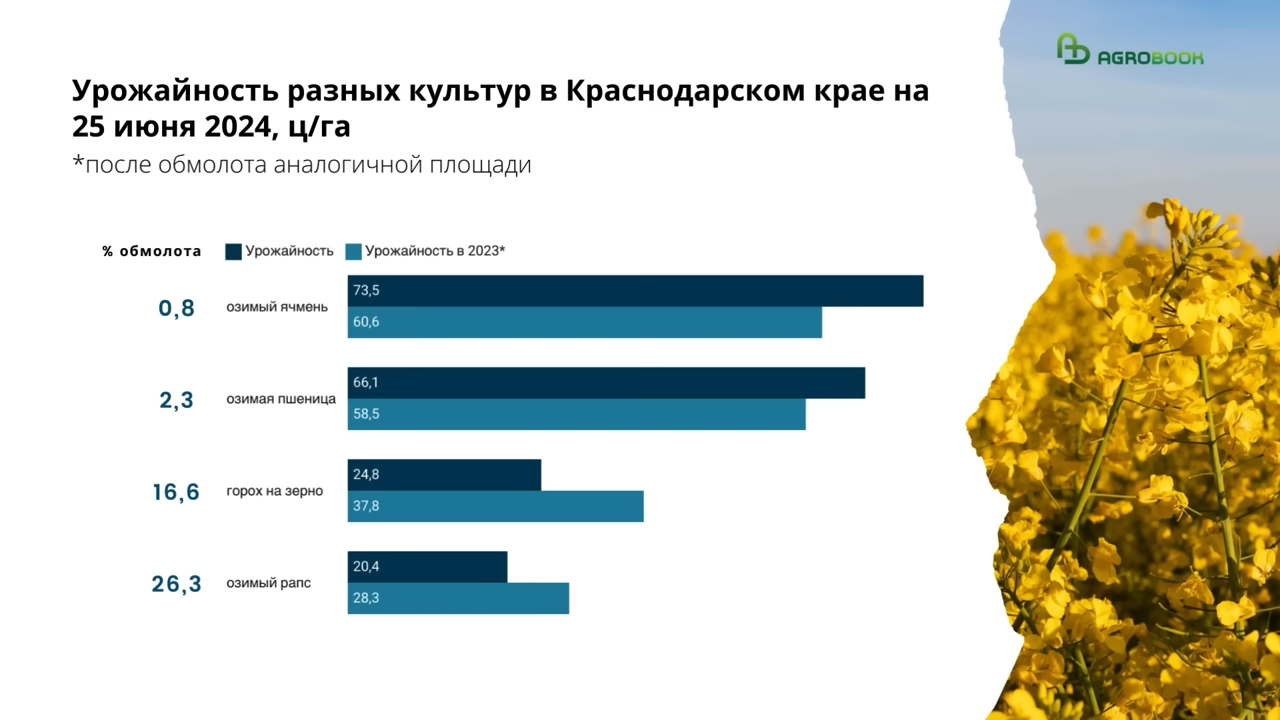 AGROBOOK
Урожайность разных культур в Краснодарском крае на
25 июня 2024, ц/га
*после обмолота аналогичной площади
% обмолота Урожайность Урожайность в 2023*
0,8 озимый ячмень 73,5
60,6
2,3 озимая пшеница 66,1
58,5
16,6 горох на зерно 24,8
37,8
26,3 озимый рапс 20,4
28,3